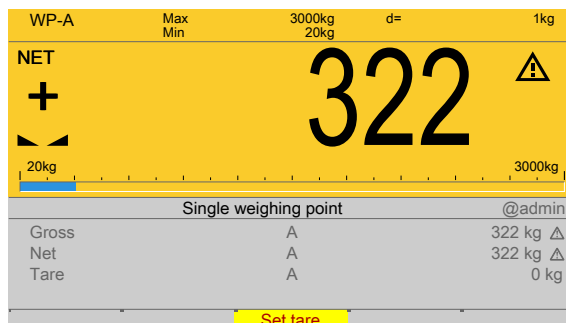 WP-A Max 3000kg d= 1kg
Min 20kg
NET
322
20kg 3000kg
Single weighing point @admin
Gross A 322 kg
Net A 322 kg
Tare A 0 kg
Set tare